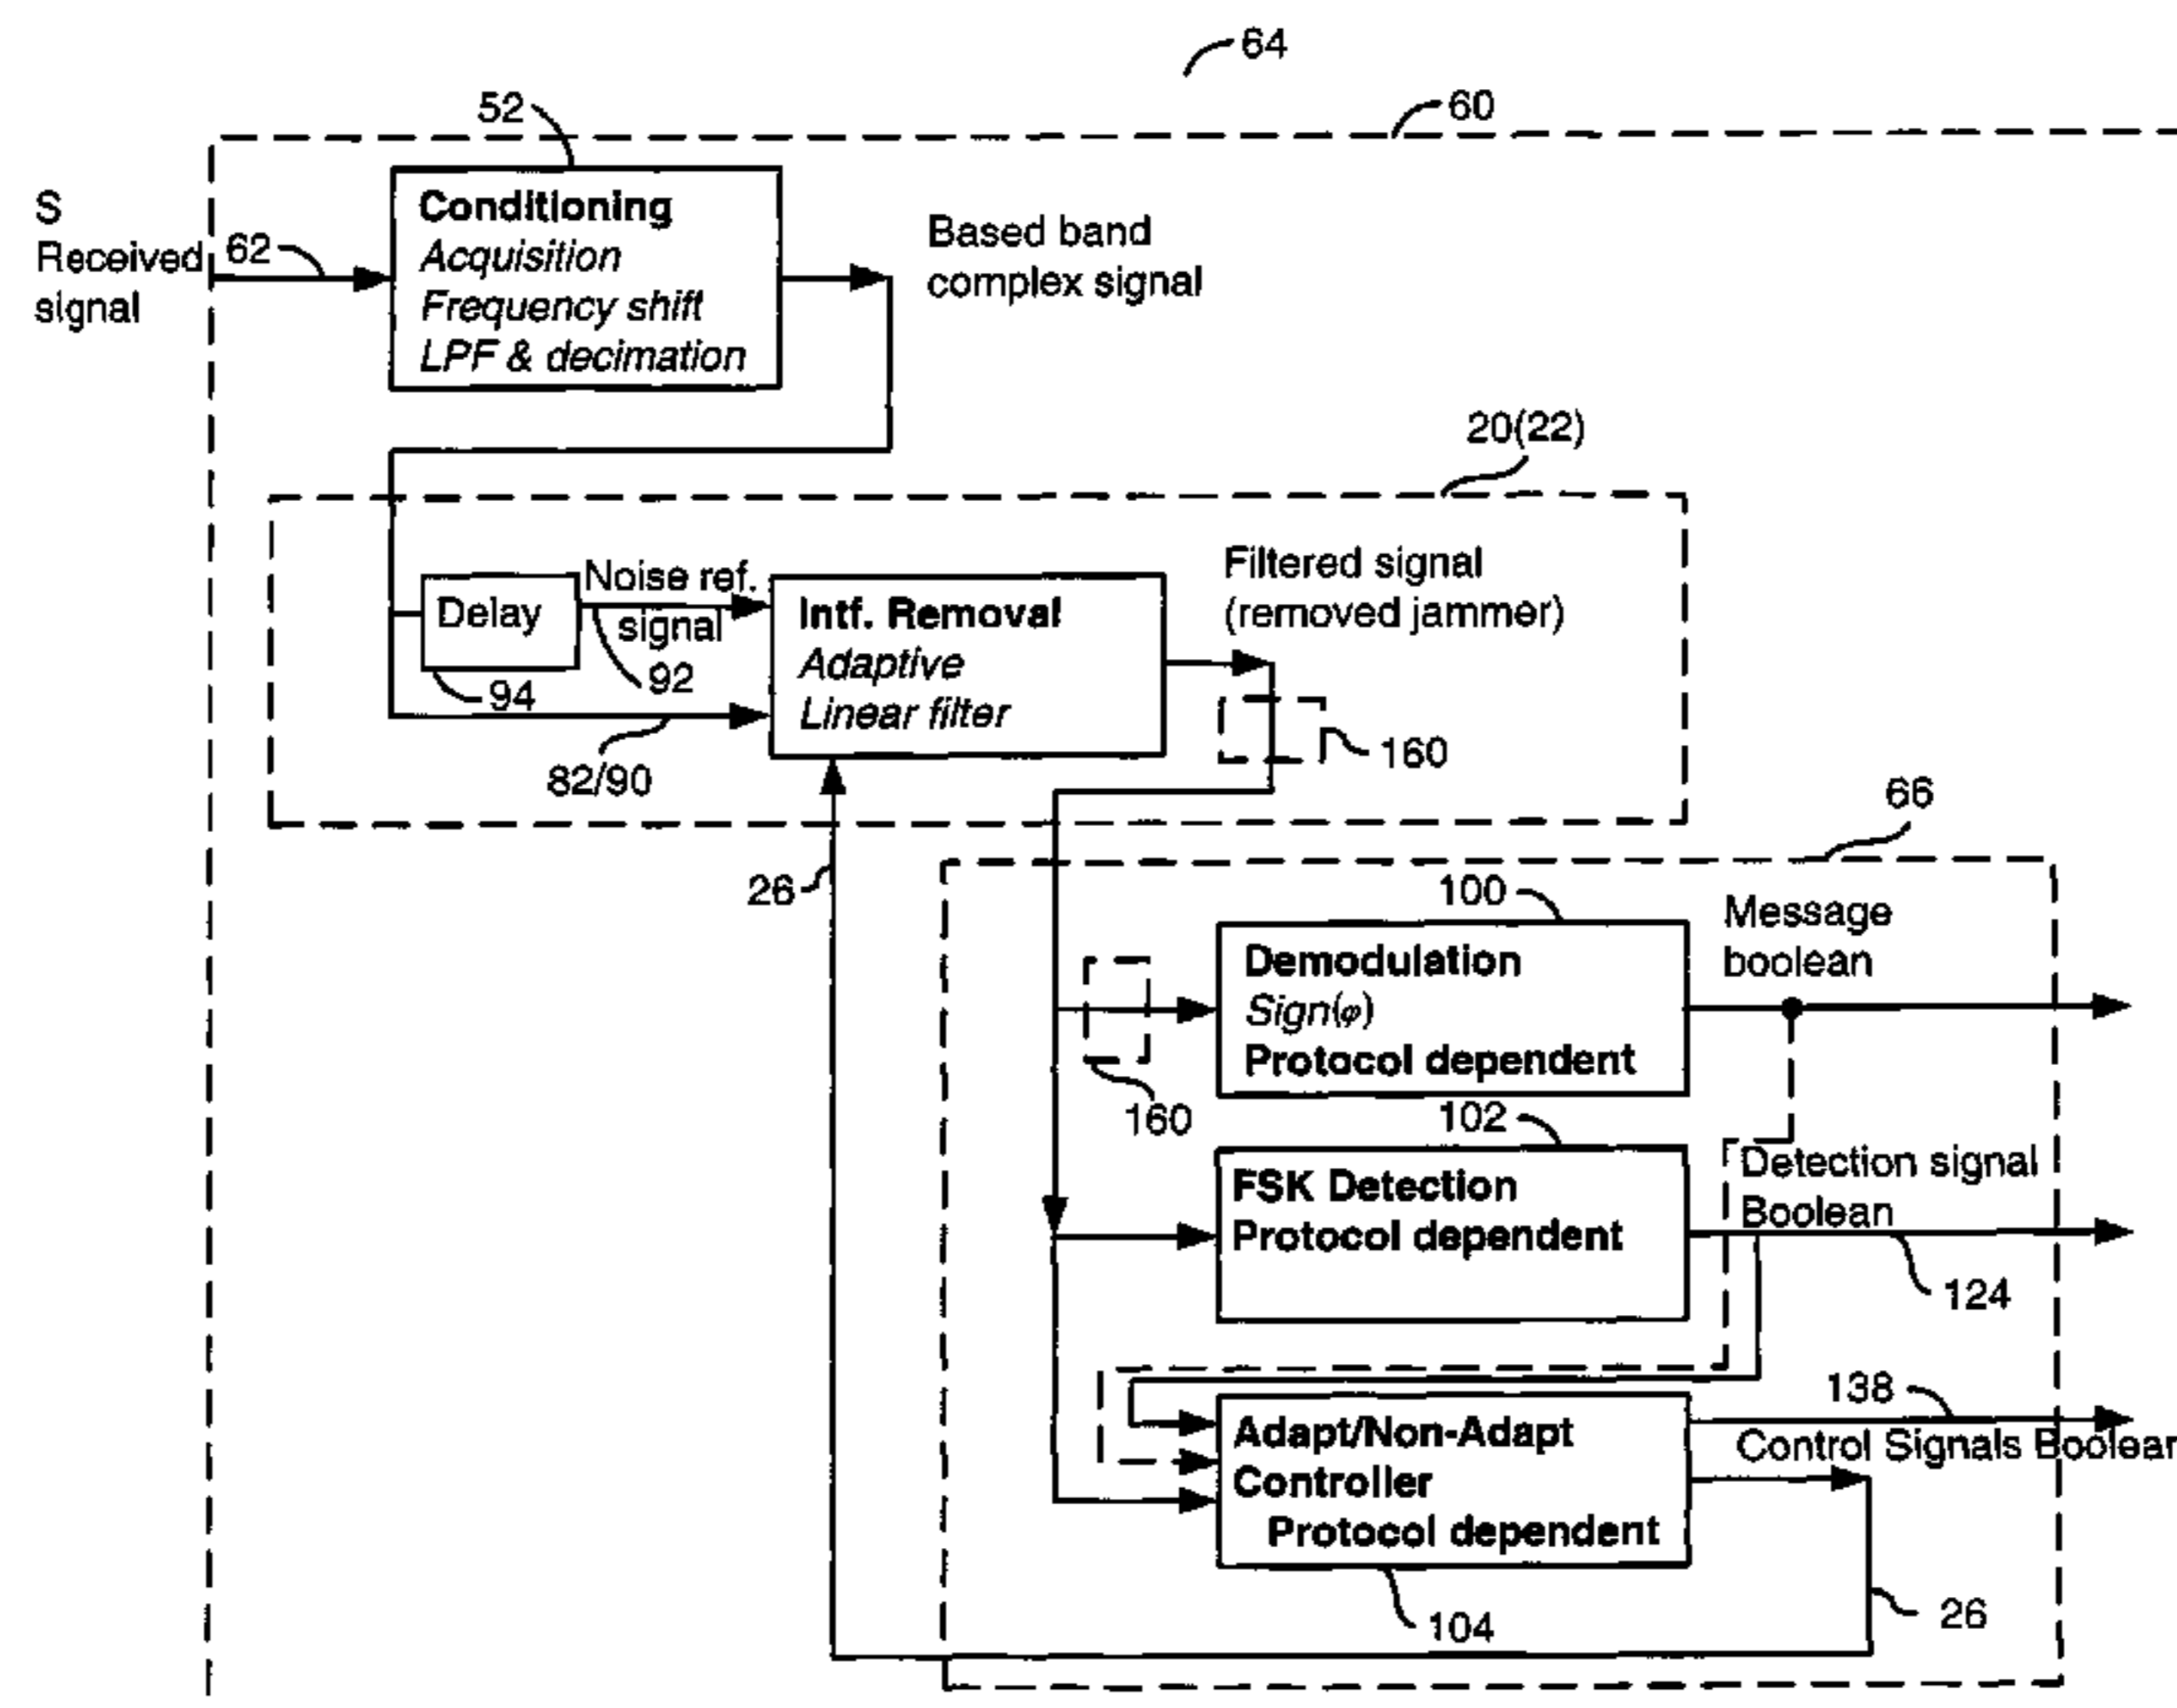 64
60
52
S
Received
signal
62
Conditioning
Acquisition
Frequency shift
LPF & decimation
Based band
complex signal
20(22)
Delay
94
Noise ref.
signal
92
82/90
Intf. Removal
Adaptive
Linear filter
Filtered signal
(removed jammer)
160
66
26
100
Demodulation
Sign(φ)
Protocol dependent
Message
boolean
160
102
FSK Detection
Protocol dependent
Detection signal
Boolean
124
138
Adapt/Non-Adapt
Controller
Protocol dependent
Control Signals Boolean
104
26